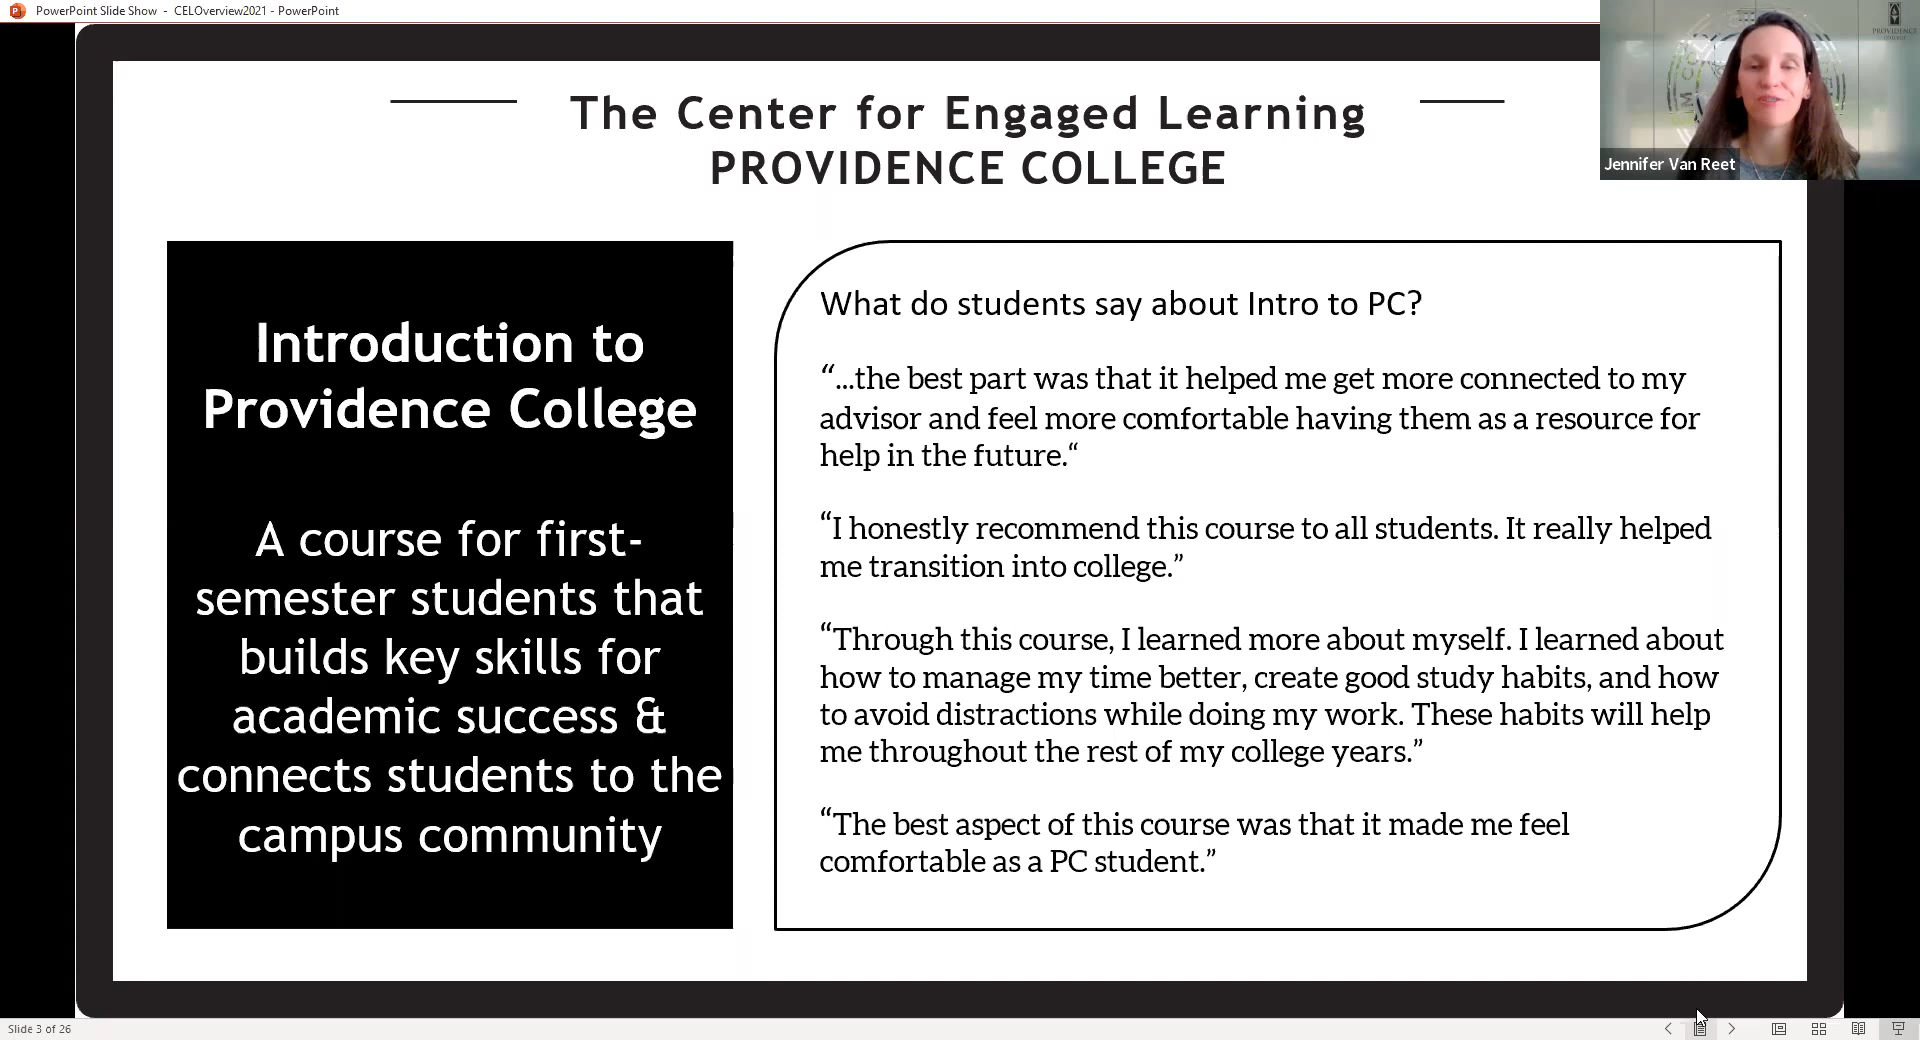 PowerPoint Slide Show - CELOverview2021 - PowerPoint
PROVIDENCE
COLLEGE
Jennifer Van Reet
The Center for Engaged Learning
PROVIDENCE COLLEGE
Introduction to
Providence College
A course for first-
semester students that
builds key skills for
academic success &
connects students to the
campus community
What do students say about Intro to PC?
“...the best part was that it helped me get more connected to my
advisor and feel more comfortable having them as a resource for
help in the future.“
“I honestly recommend this course to all students. It really helped
me transition into college.”
“Through this course, I learned more about myself. I learned about
how to manage my time better, create good study habits, and how
to avoid distractions while doing my work. These habits will help
me throughout the rest of my college years.”
“The best aspect of this course was that it made me feel
comfortable as a PC student.”
Slide 3 of 26